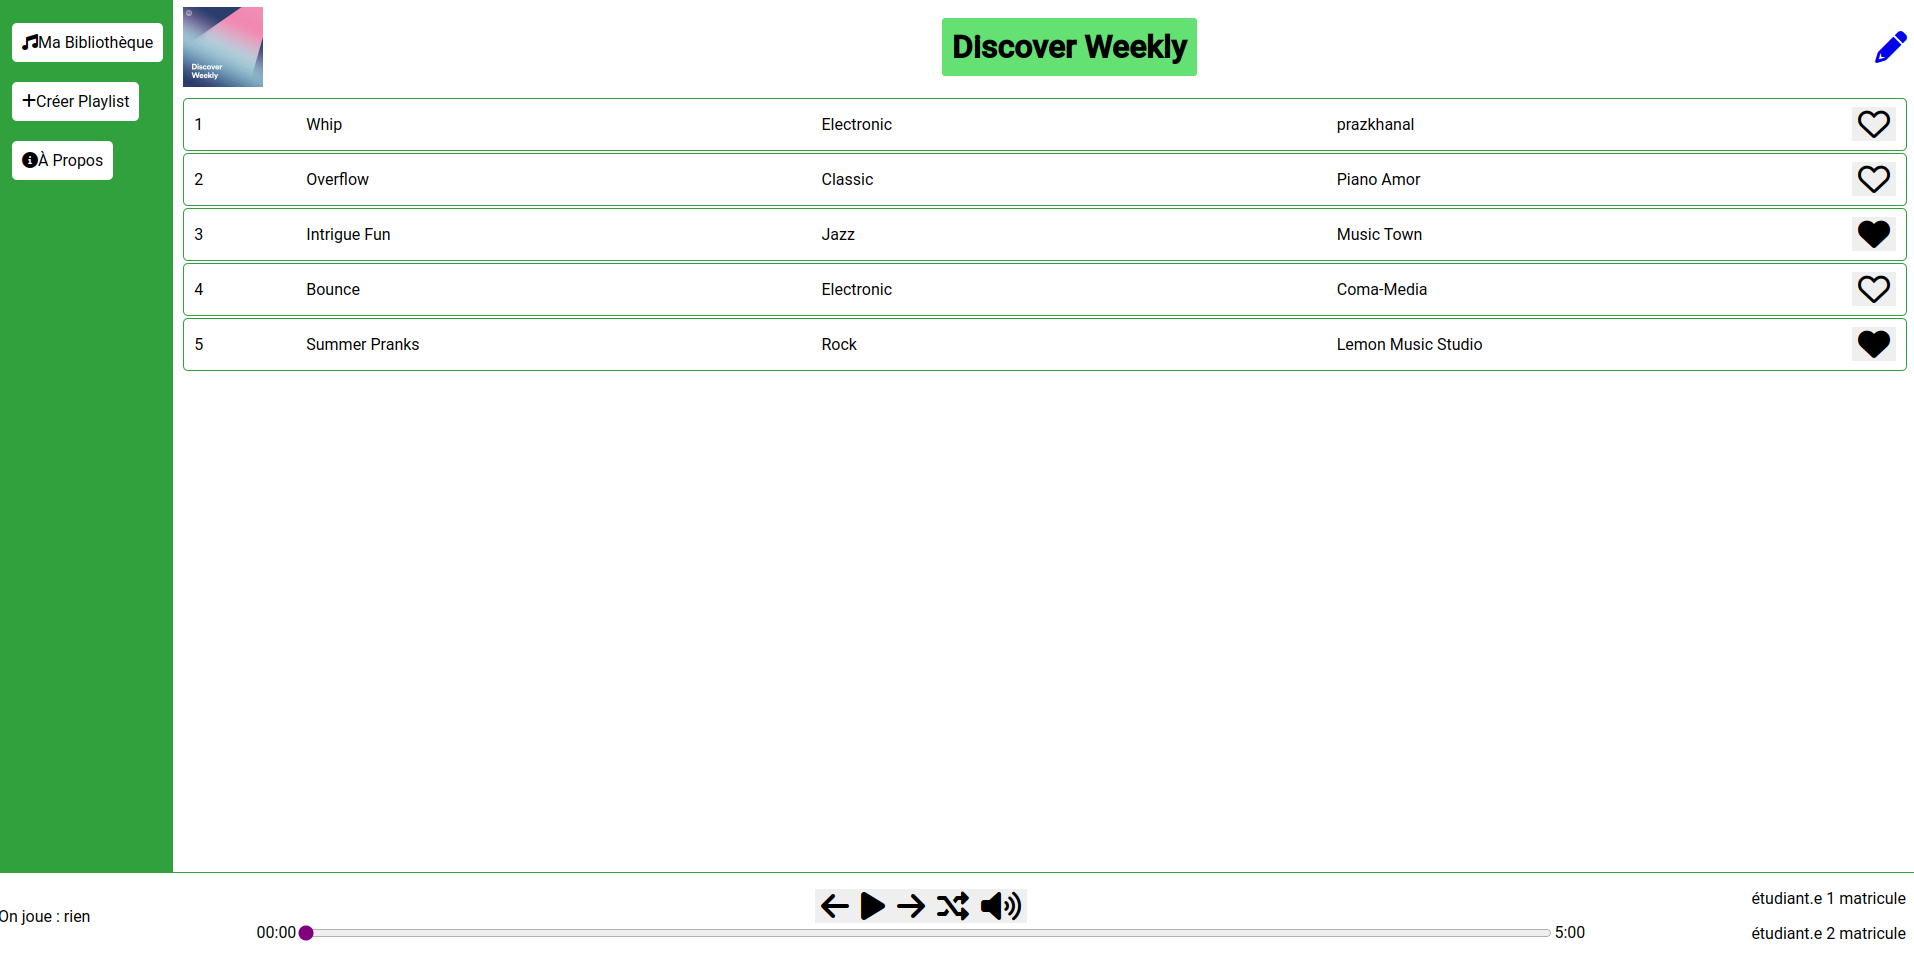 Ma Bibliothèque
Créer Playlist
À Propos
Discover
Weekly
Discover Weekly
1 Whip Electronic prazkhanal
2 Overflow Classic Piano Amor
3 Intrigue Fun Jazz Music Town
4 Bounce Electronic Coma-Media
5 Summer Pranks Rock Lemon Music Studio
On joue : rien
00:00 5:00
étudiant.e 1 matricule
étudiant.e 2 matricule